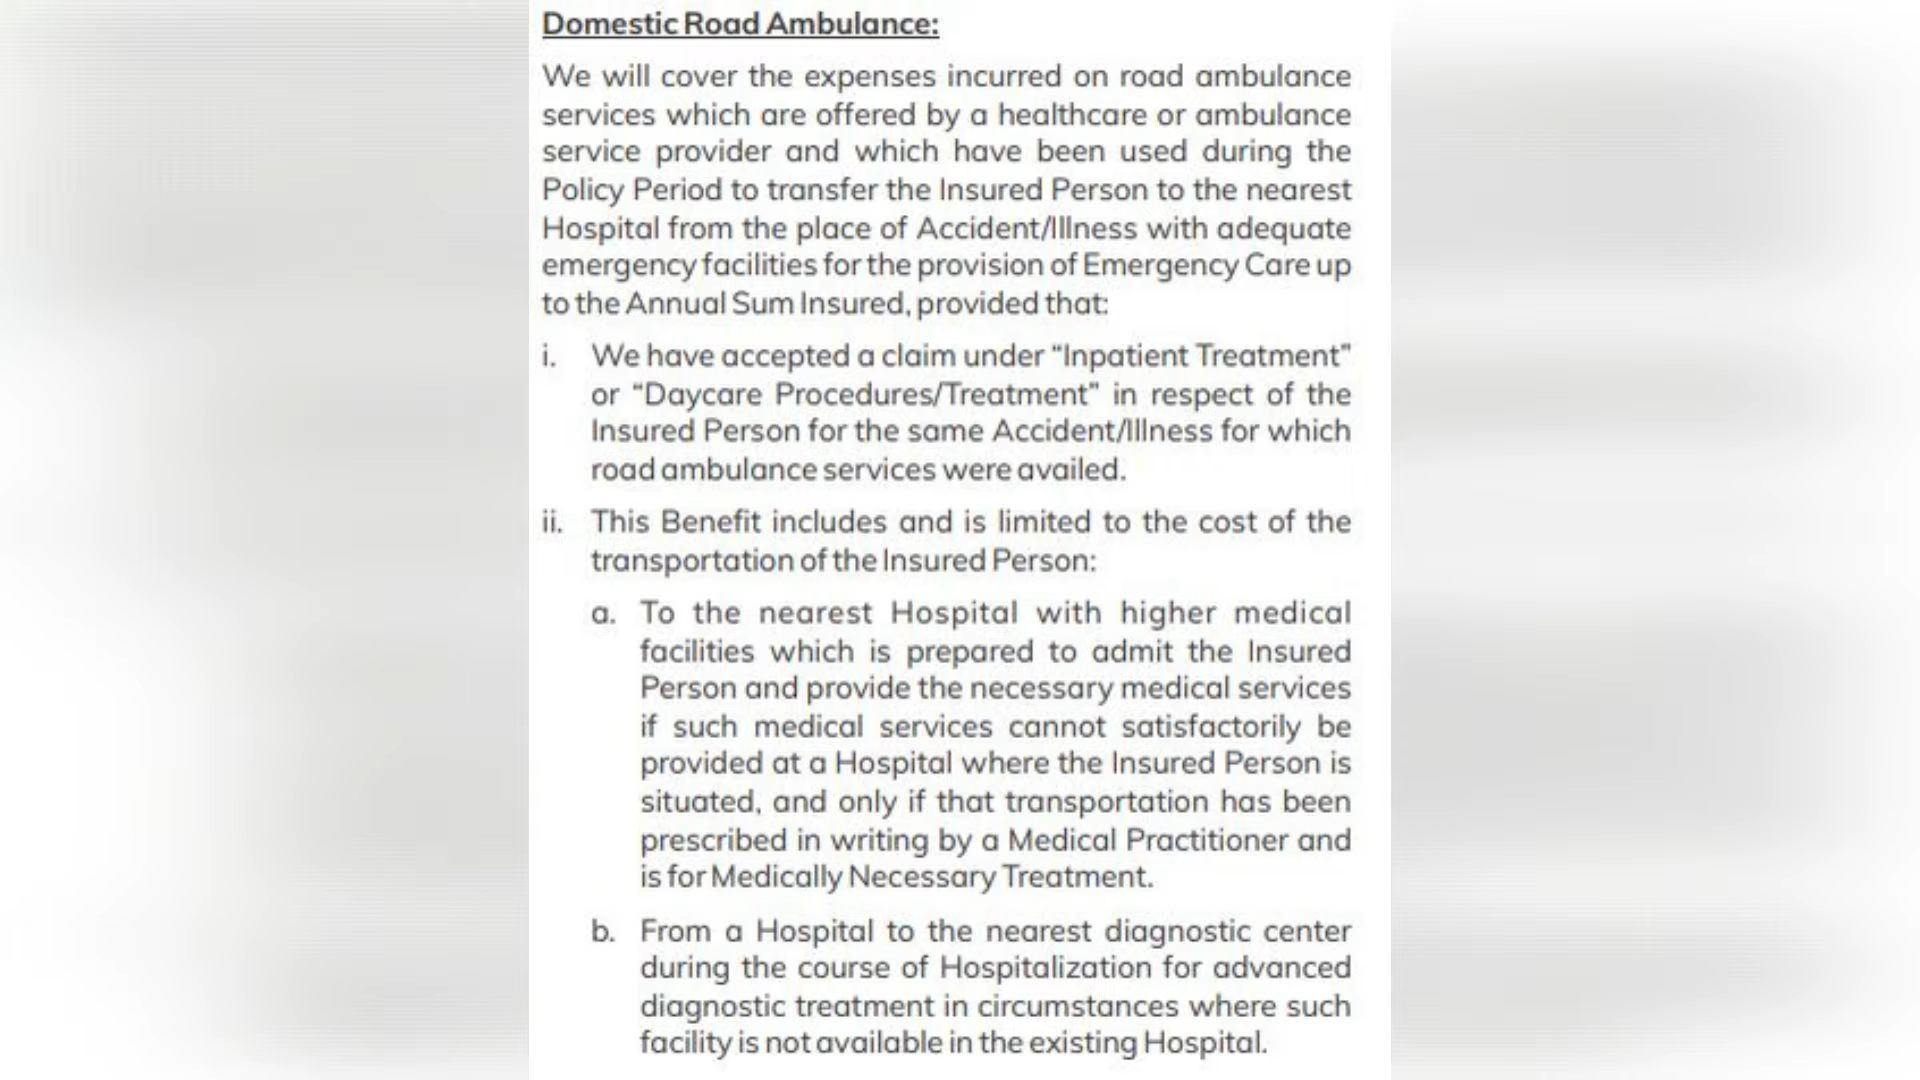 Domestic Road Ambulance:
We will cover the expenses incurred on road ambulance
services which are offered by a healthcare or ambulance
service provider and which have been used during the
Policy Period to transfer the Insured Person to the nearest
Hospital from the place of Accident/Illness with adequate
emergency facilities for the provision of Emergency Care up
to the Annual Sum Insured, provided that:
i. We have accepted a claim under "Inpatient Treatment"
or "Daycare Procedures/Treatment" in respect of the
Insured Person for the same Accident/Illness for which
road ambulance services were availed.
ii. This Benefit includes and is limited to the cost of the
transportation of the Insured Person:
a. To the nearest Hospital with higher medical
facilities which is prepared to admit the Insured
Person and provide the necessary medical services
if such medical services cannot satisfactorily be
provided at a Hospital where the Insured Person is
situated, and only if that transportation has been
prescribed in writing by a Medical Practitioner and
is for Medically Necessary Treatment.
b. From a Hospital to the nearest diagnostic center
during the course of Hospitalization for advanced
diagnostic treatment in circumstances where such
facility is not available in the existing Hospital.